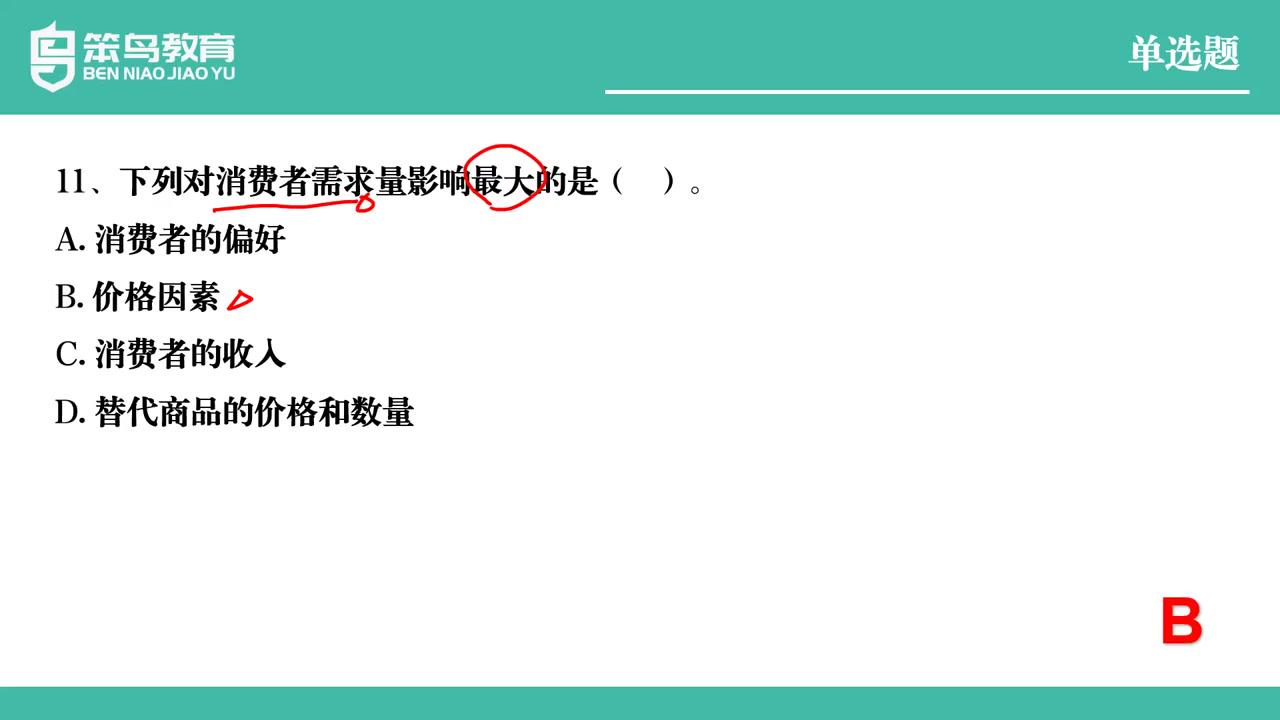 笨鸟教育
BEN NIAO JIAO YU
单选题
11、下列对消费者需求量影响最大的是（ ）。
A. 消费者的偏好
B. 价格因素
C. 消费者的收入
D. 替代商品的价格和数量
B